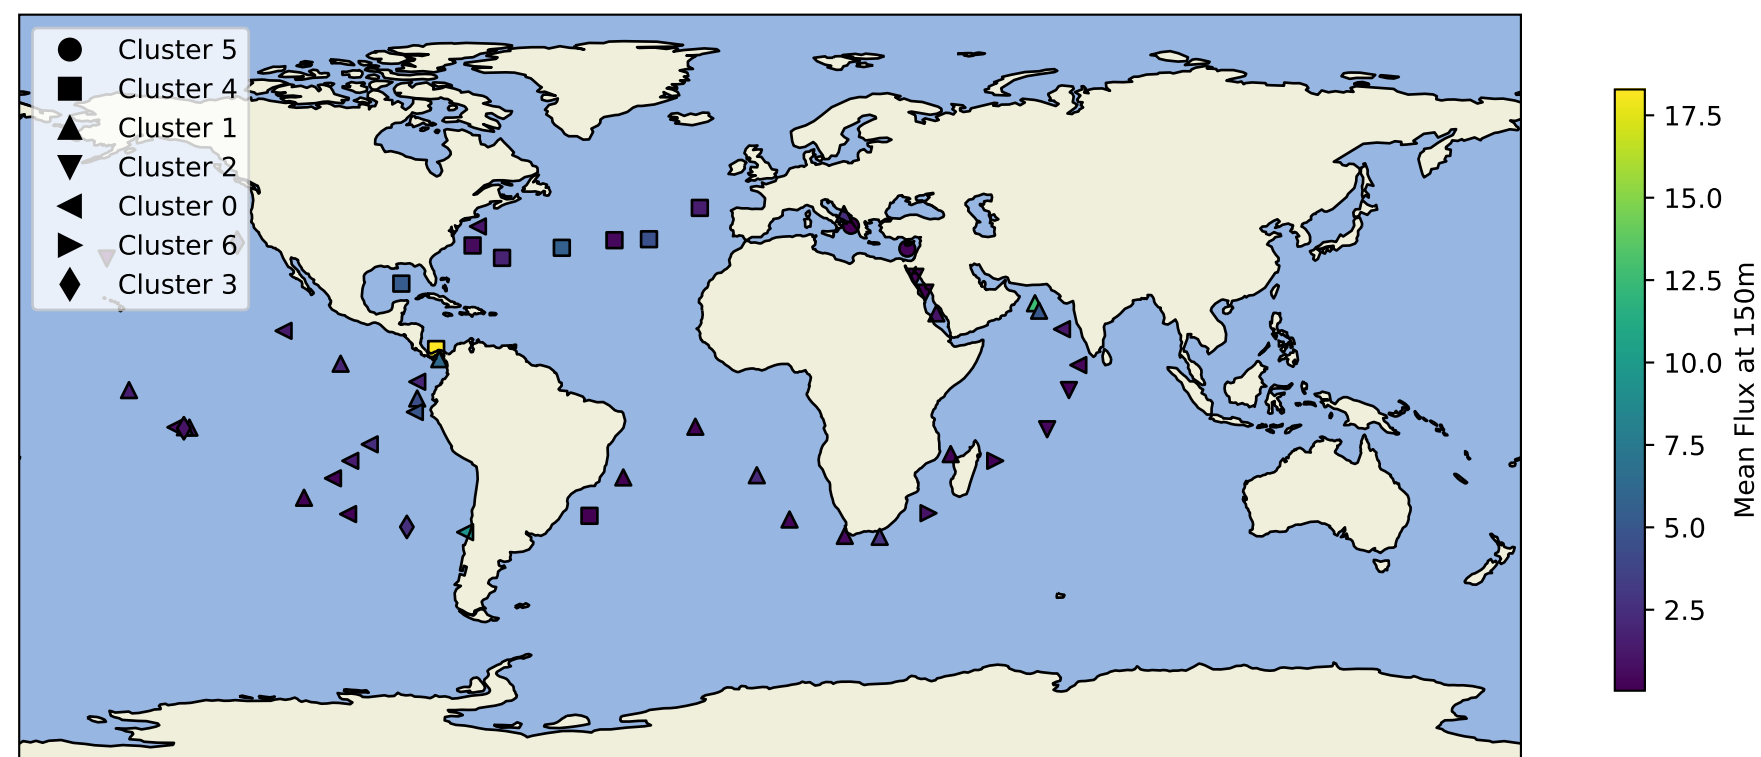 Cluster 5
Cluster 4
Cluster 1
Cluster 2
Cluster 0
Cluster 6
Cluster 3
17.5
15.0
12.5
10.0
7.5
5.0
2.5
Mean Flux at 150m